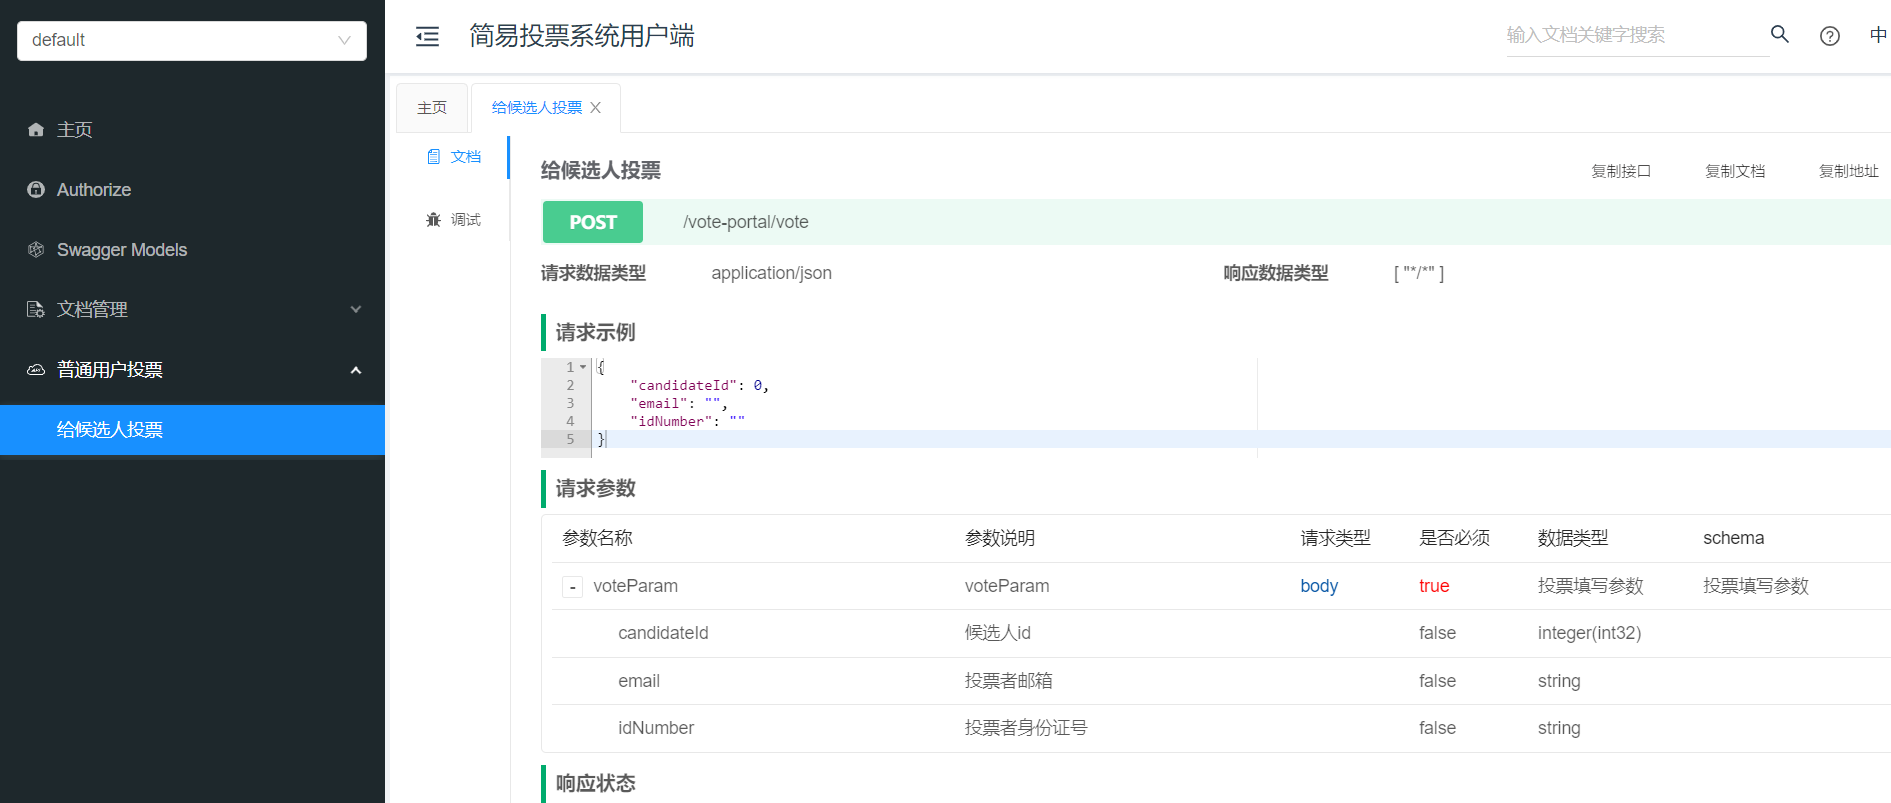 default
主页
Authorize
Swagger Models
文档管理
普通用户投票
给候选人投票
简易投票系统用户端
输入文档关键字搜索
中
主页
给候选人投票
文档
调试
给候选人投票
复制接口 复制文档 复制地址
POST /vote-portal/vote
请求数据类型 application/json 响应数据类型 [ "*/*" ]
请求示例
1 {
2 "candidateId": 0,
3 "email": "",
4 "idNumber": ""
5 }
请求参数
参数名称 参数说明 请求类型 是否必须 数据类型 schema
- voteParam voteParam body true 投票填写参数 投票填写参数
candidateId 候选人id false integer(int32)
email 投票者邮箱 false string
idNumber 投票者身份证号 false string
响应状态